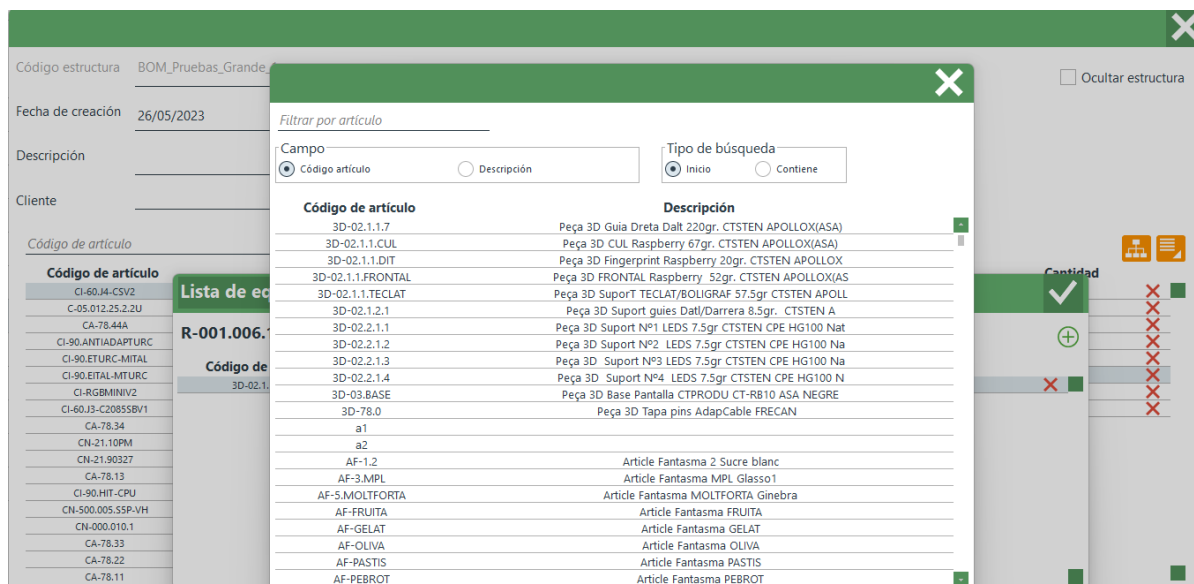 Código estructura BOM_Pruebas_Grande_
Ocultar estructura
Fecha de creación 26/05/2023
Descripción
Cliente
Código de artículo
Código de artículo
Cantidad
CI-60.J4-CSV2
C-05.012.25.2.2U
CA-78.44A
CI-90.ANTIADAPTURC
CI-90.ETURC-MITAL
CI-90.EITAL-MTURC
CI-RGBMINIV2
CI-60.J3-C2085SBV1
CA-78.34
CN-21.10PM
CN-21.90327
CA-78.13
CI-90.HIT-CPU
CN-500.005.S5P-VH
CN-000.010.1
CA-78.33
CA-78.22
CA-78.11
Lista de eq
R-001.006.
Código de
3D-02.1.
Filtrar por artículo
Campo
Código artículo Descripción
Tipo de búsqueda
Inicio Contiene
Código de artículo Descripción
3D-02.1.1.7 Peça 3D Guia Dreta Dalt 220gr. CTSTEN APOLLOX(ASA)
3D-02.1.1.CUL Peça 3D CUL Raspberry 67gr. CTSTEN APOLLOX(ASA)
3D-02.1.1.DIT Peça 3D Fingerprint Raspberry 20gr. CTSTEN APOLLOX
3D-02.1.1.FRONTAL Peça 3D FRONTAL Raspberry 52gr. CTSTEN APOLLOX(AS
3D-02.1.1.TECLAT Peça 3D SuporT TECLAT/BOLIGRAF 57.5gr CTSTEN APOLL
3D-02.1.2.1 Peça 3D Suport guies Datl/Darrera 8.5gr. CTSTEN A
3D-02.2.1.1 Peça 3D Suport Nº1 LEDS 7.5gr CTSTEN CPE HG100 Nat
3D-02.2.1.2 Peça 3D Suport Nº2 LEDS 7.5gr CTSTEN CPE HG100 Na
3D-02.2.1.3 Peça 3D Suport Nº3 LEDS 7.5gr CTSTEN CPE HG100 Na
3D-02.2.1.4 Peça 3D Suport Nº4 LEDS 7.5gr CTSTEN CPE HG100 N
3D-03.BASE Peça 3D Base Pantalla CTPRODU CT-RB10 ASA NEGRE
3D-78.0 Peça 3D Tapa pins AdapCable FRECAN
a1
a2
AF-1.2 Article Fantasma 2 Sucre blanc
AF-3.MPL Article Fantasma MPL Glasso1
AF-5.MOLTFORTA Article Fantasma MOLTFORTA Ginebra
AF-FRUITA Article Fantasma FRUITA
AF-GELAT Article Fantasma GELAT
AF-OLIVA Article Fantasma OLIVA
AF-PASTIS Article Fantasma PASTIS
AF-PEBROT Article Fantasma PEBROT